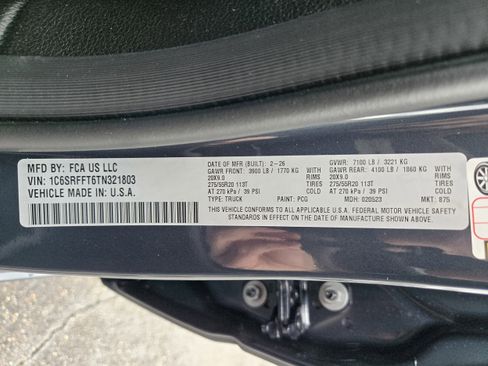 MFD BY: FCA US LLC
VIN: 1C6SRFFT6TN321803
VEHICLE MADE IN: U.S.A.
DATE OF MFR (BUILT): 2-26 GVWR: 7100 LB / 3221 KG
GAWR FRONT: 3900 LB / 1770 KG WITH GAWR REAR: 4100 LB / 1860 KG WITH
20X9.0 RIMS 20X9.0 RIMS
275/55R20 113T TIRES 275/55R20 113T TIRES
AT 270 kPa / 39 PSI COLD AT 270 kPa / 39 PSI COLD
TYPE: TRUCK PAINT: PCG MDH: 020523 MKT: 875
THIS VEHICLE CONFORMS TO ALL APPLICABLE U.S.A. FEDERAL MOTOR VEHICLE SAFETY
STANDARDS IN EFFECT ON THE DATE OF MANUFACTURE SHOWN ABOVE.